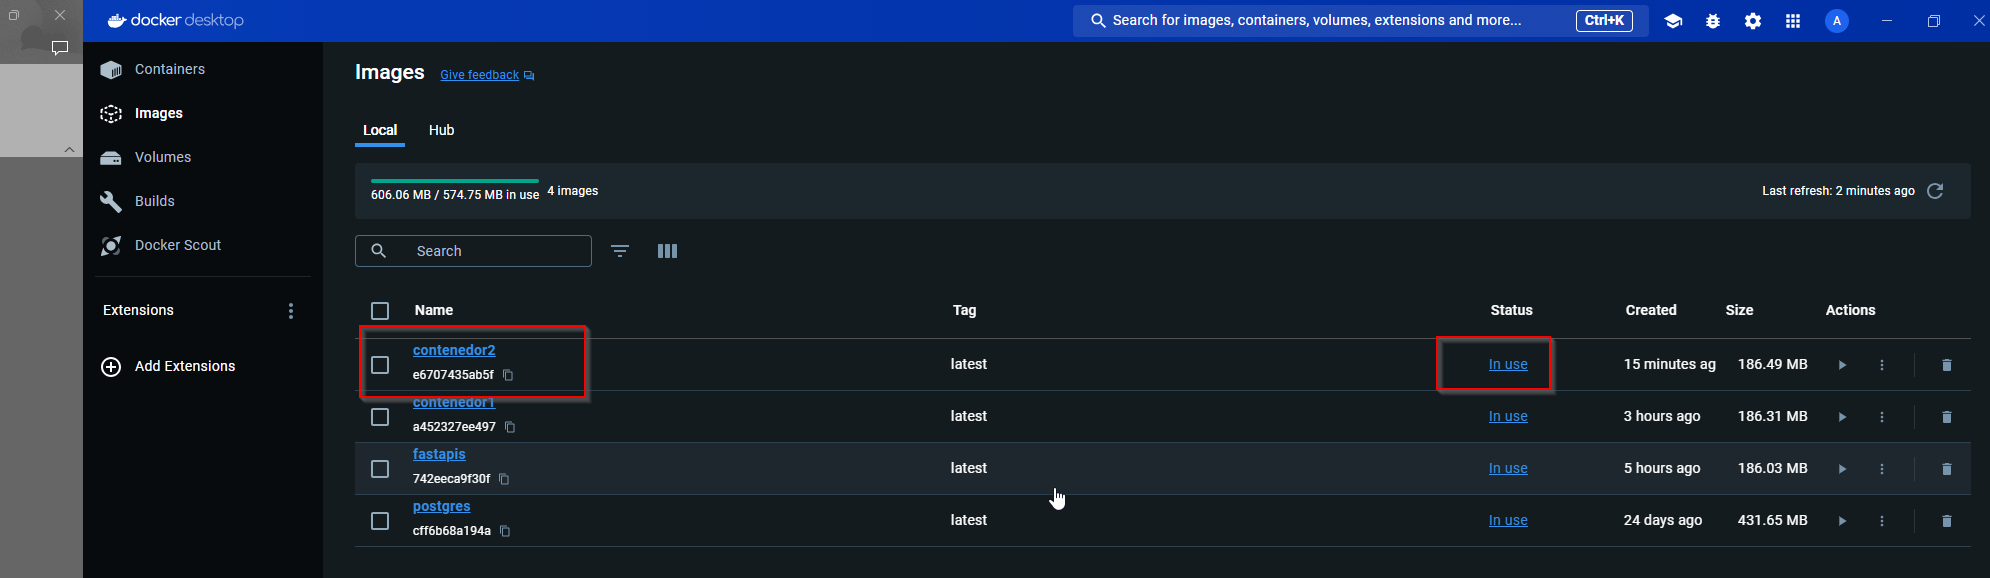 docker desktop
Search for images, containers, volumes, extensions and more...
Ctrl+K
A
Containers
Images
Volumes
Builds
Docker Scout
Extensions
Add Extensions
Images
Give feedback
Local
Hub
606.06 MB / 574.75 MB in use
4 images
Last refresh: 2 minutes ago
Search
Name
Tag
Status
Created
Size
Actions
contenedor2
e6707435ab5f
latest
In use
15 minutes ag
186.49 MB
contenedor1
a452327ee497
latest
In use
3 hours ago
186.31 MB
fastapis
742eeca9f30f
latest
In use
5 hours ago
186.03 MB
postgres
cff6b68a194a
latest
In use
24 days ago
431.65 MB